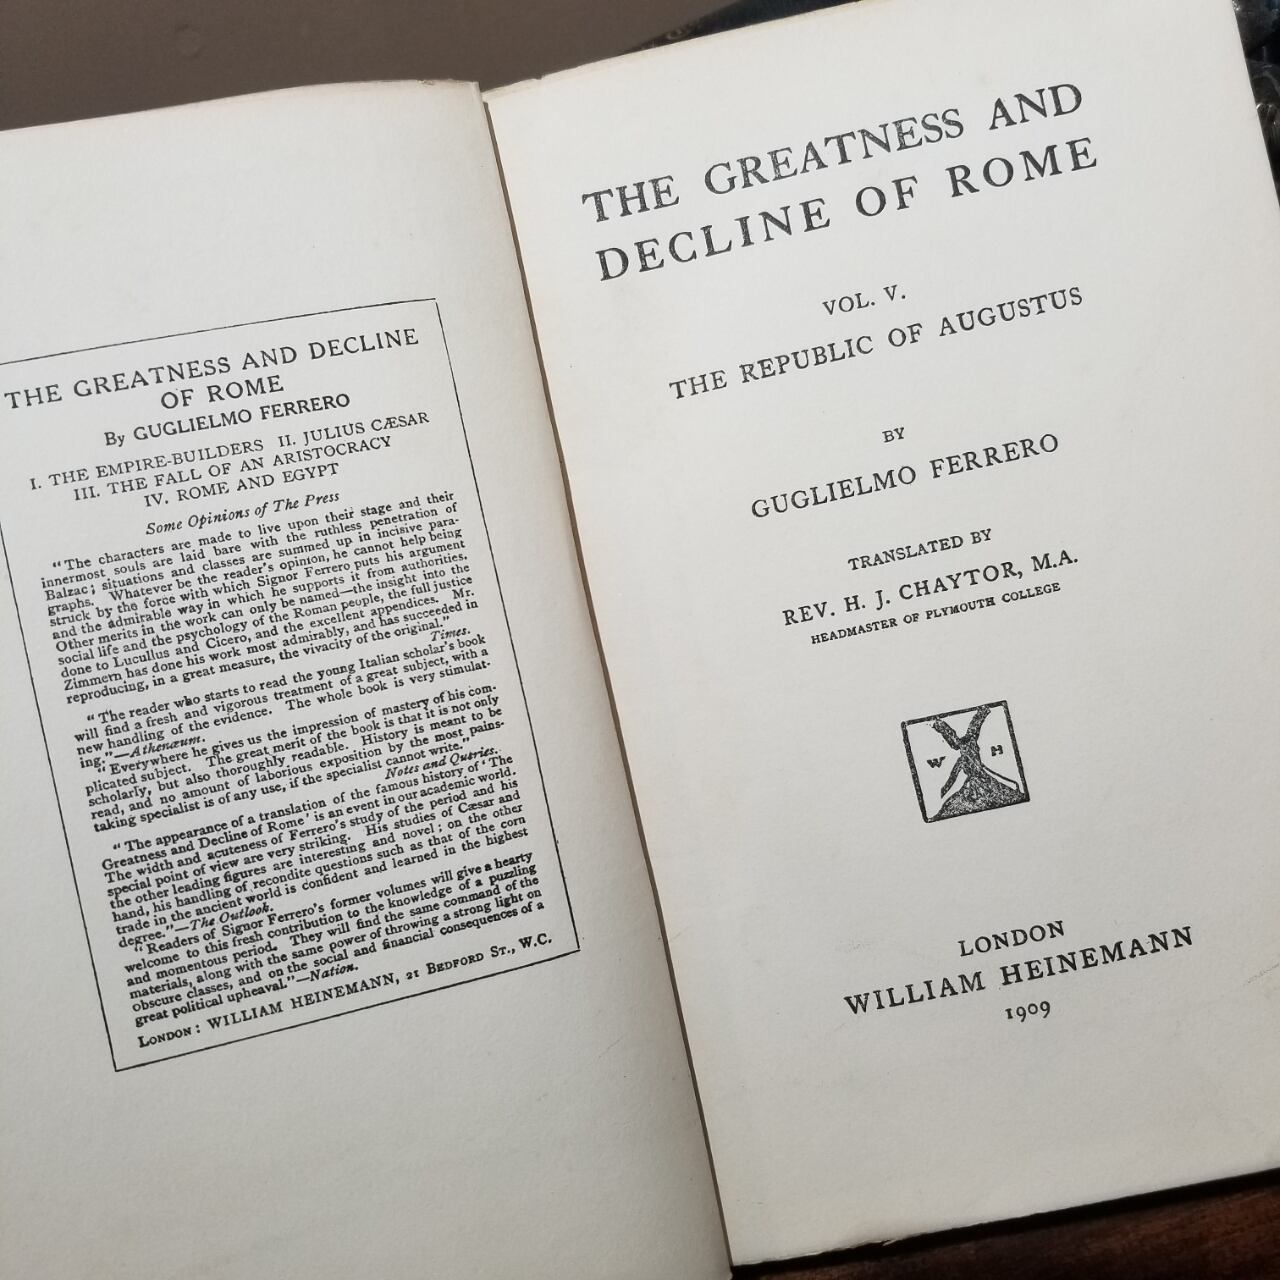 THE GREATNESS AND DECLINE
OF ROME
By GUGLIELMO FERRERO
I. THE EMPIRE-BUILDERS II. JULIUS CÆSAR
III. THE FALL OF AN ARISTOCRACY
IV. ROME AND EGYPT
Some Opinions of The Press
“The characters are made to live upon their stage and their
innermost souls are laid bare with the ruthless penetration of
Balzac; situations and classes are summed up in incisive para-
graphs. Whatever be the reader's opinion, he cannot help being
struck by the force with which Signor Ferrero puts his argument
and the admirable way in which he supports it from authorities.
Other merits in the work can only be named—the insight into the
social life and the psychology of the Roman people, the full justice
done to Lucullus and Cicero, and the excellent appendices. Mr.
Zimmern has done his work most admirably, and has succeeded in
reproducing, in a great measure, the vivacity of the original.”
Times.
“The reader who starts to read the young Italian scholar's book
will find a fresh and vigorous treatment of a great subject, with a
new handling of the evidence. The whole book is very stimulat-
ing.”—Athenæum.
“Everywhere he gives us the impression of mastery of his com-
plicated subject. The great merit of the book is that it is not only
scholarly, but also thoroughly readable. History is meant to be
read, and no amount of laborious exposition by the most pains-
taking specialist is of any use, if the specialist cannot write.”
Notes and Queries.
“The appearance of a translation of the famous history of ‘The
Greatness and Decline of Rome’ is an event in our academic world.
The width and acuteness of Ferrero's study of the period and his
special point of view are very striking. His studies of Cæsar and
the other leading figures are interesting and novel; on the other
hand, his handling of recondite questions such as that of the corn
trade in the ancient world is confident and learned in the highest
degree.”—The Outlook.
“Readers of Signor Ferrero's former volumes will give a hearty
welcome to this fresh contribution to the knowledge of a puzzling
and momentous period. They will find the same command of the
materials, along with the same power of throwing a strong light on
obscure classes, and on the social and financial consequences of a
great political upheaval.”—Nation.
LONDON: WILLIAM HEINEMANN, 21 BEDFORD ST., W.C.
THE GREATNESS AND
DECLINE OF ROME
VOL. V.
THE REPUBLIC OF AUGUSTUS
BY
GUGLIELMO FERRERO
TRANSLATED BY
REV. H. J. CHAYTOR, M.A.
HEADMASTER OF PLYMOUTH COLLEGE
W H
LONDON
WILLIAM HEINEMANN
1909